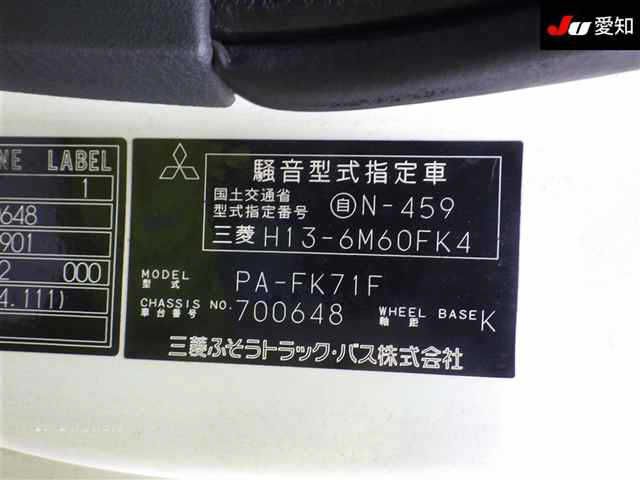 JU 愛知
NE LABEL
1
648
901
2 000
4.111)
騒音型式指定車
国土交通省
型式指定番号 自N-459
三菱 H13-6M60FK4
MODEL
型式 PA-FK71F
CHASSIS NO.
車台番号 700648
WHEEL BASE
軸距 K
三菱ふそうトラック・バス株式会社